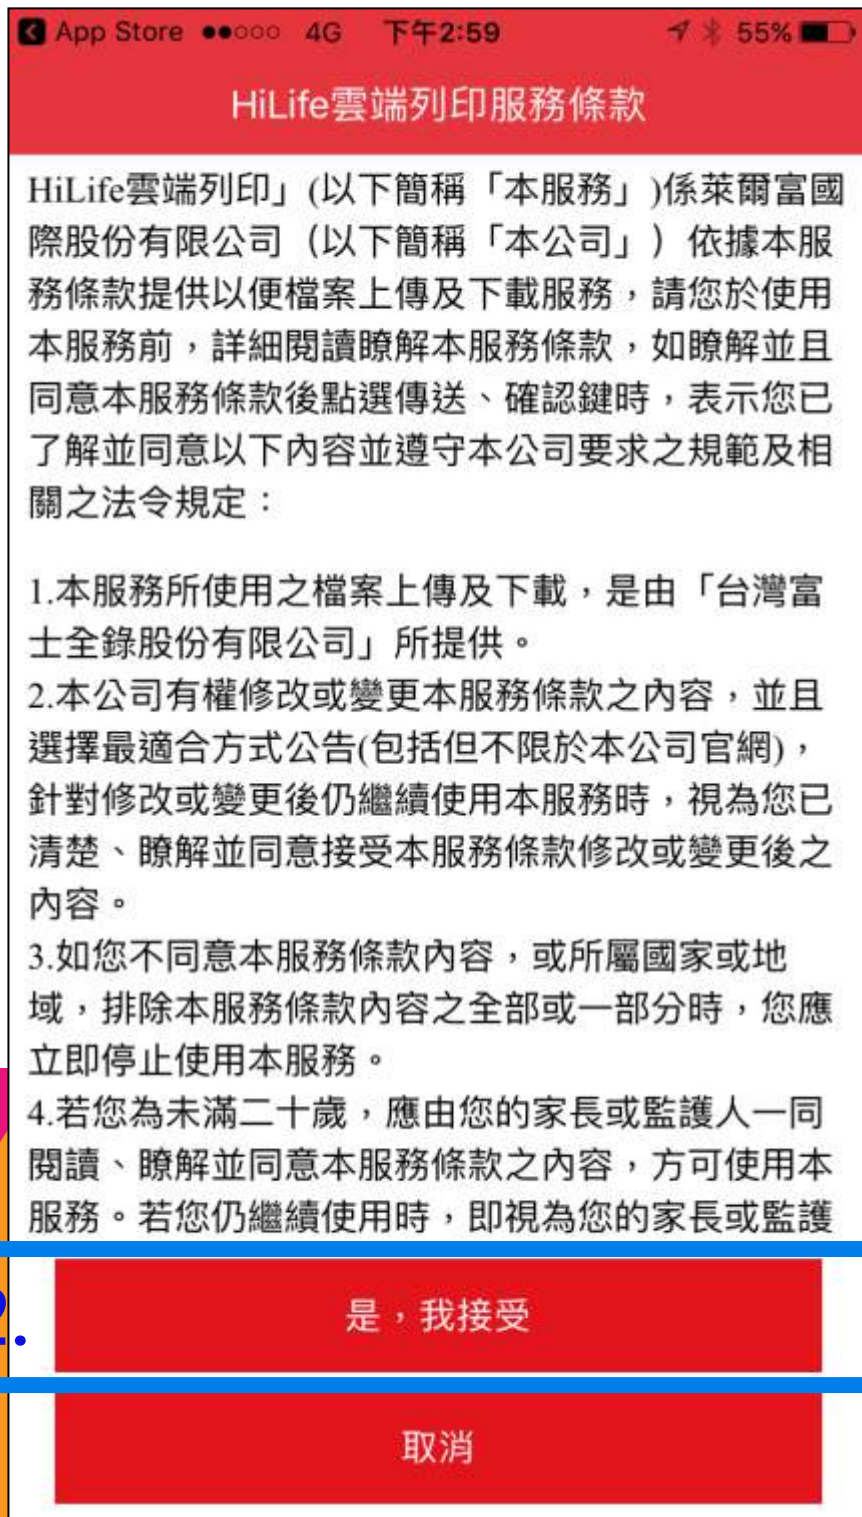 App Store 4G 下午2:59 55%
HiLife雲端列印服務條款
HiLife雲端列印」(以下簡稱「本服務」)係萊爾富國
際股份有限公司（以下簡稱「本公司」）依據本服
務條款提供以便檔案上傳及下載服務，請您於使用
本服務前，詳細閱讀瞭解本服務條款，如瞭解並且
同意本服務條款後點選傳送、確認鍵時，表示您已
了解並同意以下內容並遵守本公司要求之規範及相
關之法令規定：
1.本服務所使用之檔案上傳及下載，是由「台灣富
士全錄股份有限公司」所提供。
2.本公司有權修改或變更本服務條款之內容，並且
選擇最適合方式公告(包括但不限於本公司官網)，
針對修改或變更後仍繼續使用本服務時，視為您已
清楚、瞭解並同意接受本服務條款修改或變更後之
內容。
3.如您不同意本服務條款內容，或所屬國家或地
域，排除本服務條款內容之全部或一部分時，您應
立即停止使用本服務。
4.若您為未滿二十歲，應由您的家長或監護人一同
閱讀、瞭解並同意本服務條款之內容，方可使用本
服務。若您仍繼續使用時，即視為您的家長或監護
2.
是，我接受
取消